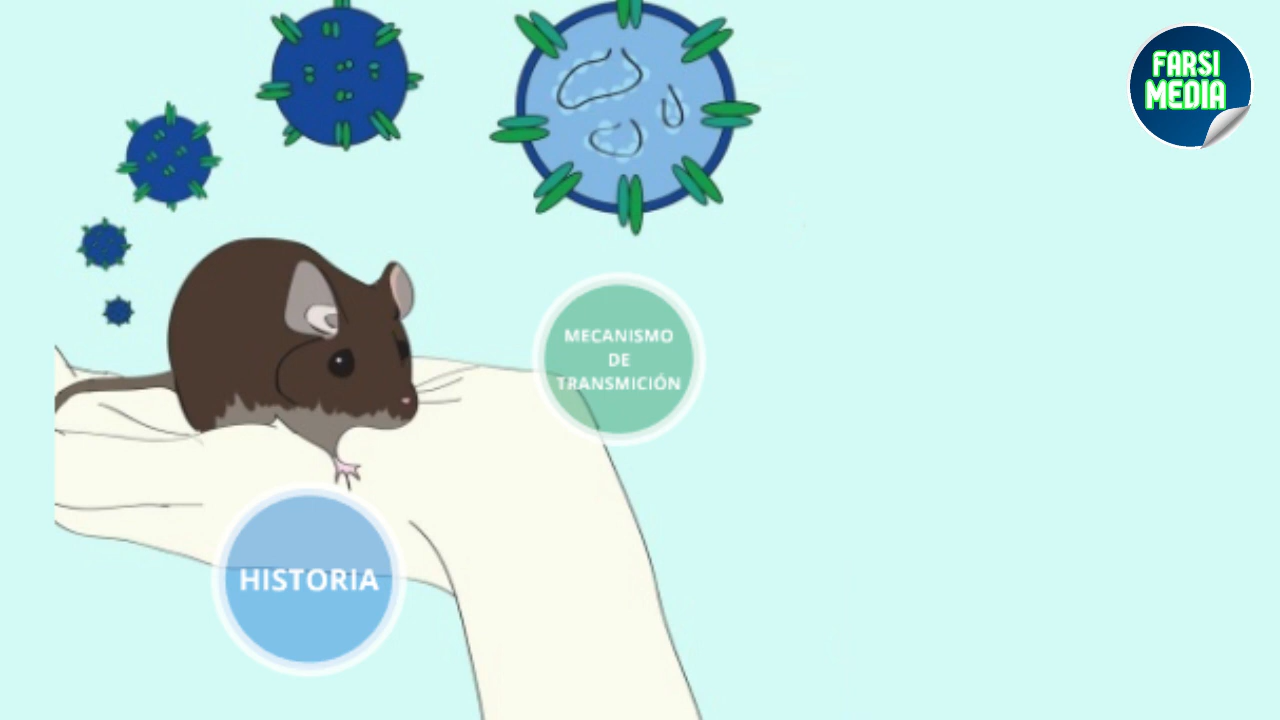 FARSI
MEDIA
MECANISMO
DE
TRANSMICIÓN
HISTORIA